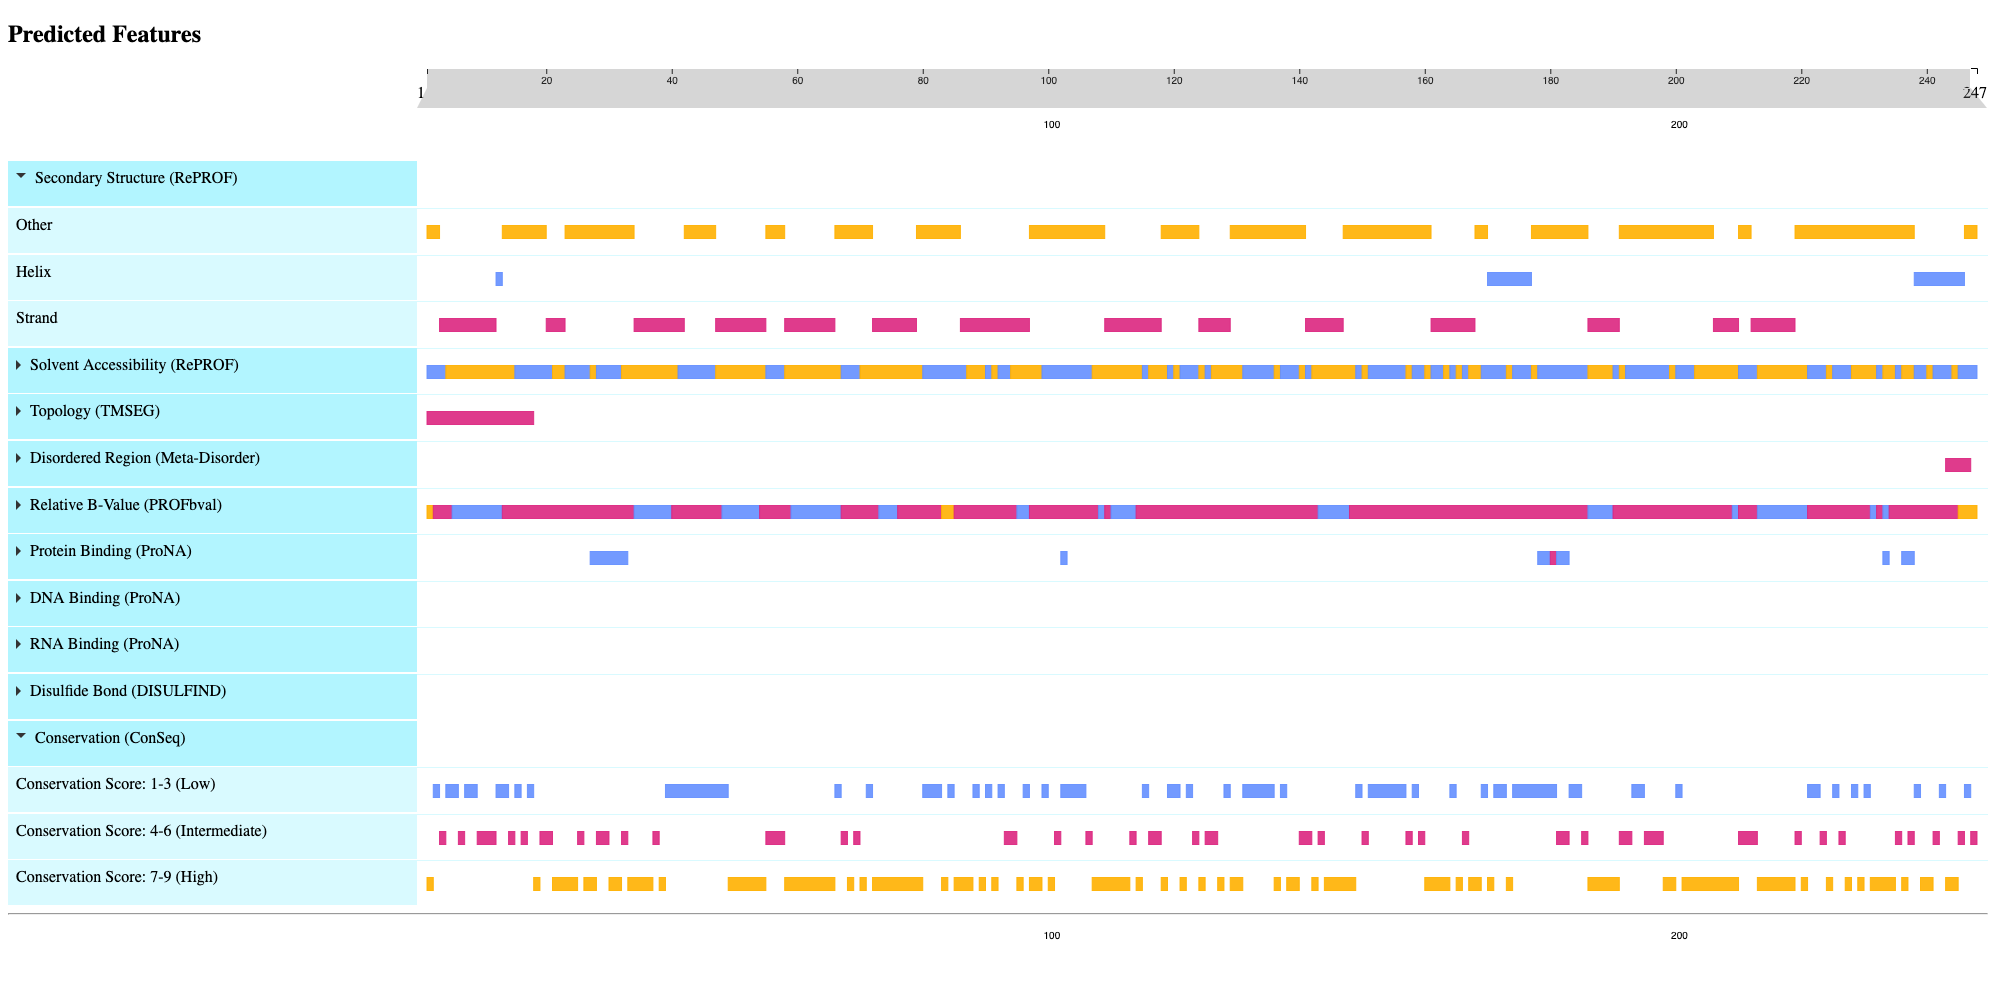 Predicted Features
20 40 60 80 100 120 140 160 180 200 220 240
1 247
100 200
Secondary Structure (RePROF)
Other
Helix
Strand
Solvent Accessibility (RePROF)
Topology (TMSEG)
Disordered Region (Meta-Disorder)
Relative B-Value (PROFbval)
Protein Binding (ProNA)
DNA Binding (ProNA)
RNA Binding (ProNA)
Disulfide Bond (DISULFIND)
Conservation (ConSeq)
Conservation Score: 1-3 (Low)
Conservation Score: 4-6 (Intermediate)
Conservation Score: 7-9 (High)
100 200